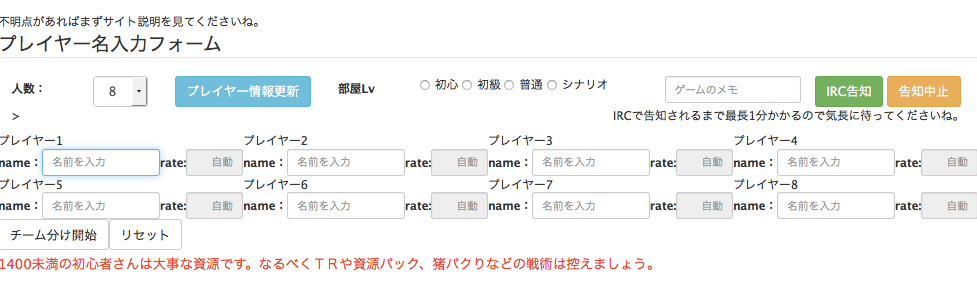 不明点があればまずサイト説明を見てくださいね。
プレイヤー名入力フォーム
人数： 8 プレイヤー情報更新 部屋Lv 初心 初級 普通 シナリオ ゲームのメモ IRC告知 告知中止
> IRCで告知されるまで最長1分かかるので気長に待ってくださいね。
プレイヤー1 プレイヤー2 プレイヤー3 プレイヤー4
name： 名前を入力 rate: 自動 name： 名前を入力 rate: 自動 name： 名前を入力 rate: 自動 name： 名前を入力 rate: 自動
プレイヤー5 プレイヤー6 プレイヤー7 プレイヤー8
name： 名前を入力 rate: 自動 name： 名前を入力 rate: 自動 name： 名前を入力 rate: 自動 name： 名前を入力 rate: 自動
チーム分け開始 リセット
1400未満の初心者さんは大事な資源です。なるべくＴＲや資源パック、猪パクりなどの戦術は控えましょう。